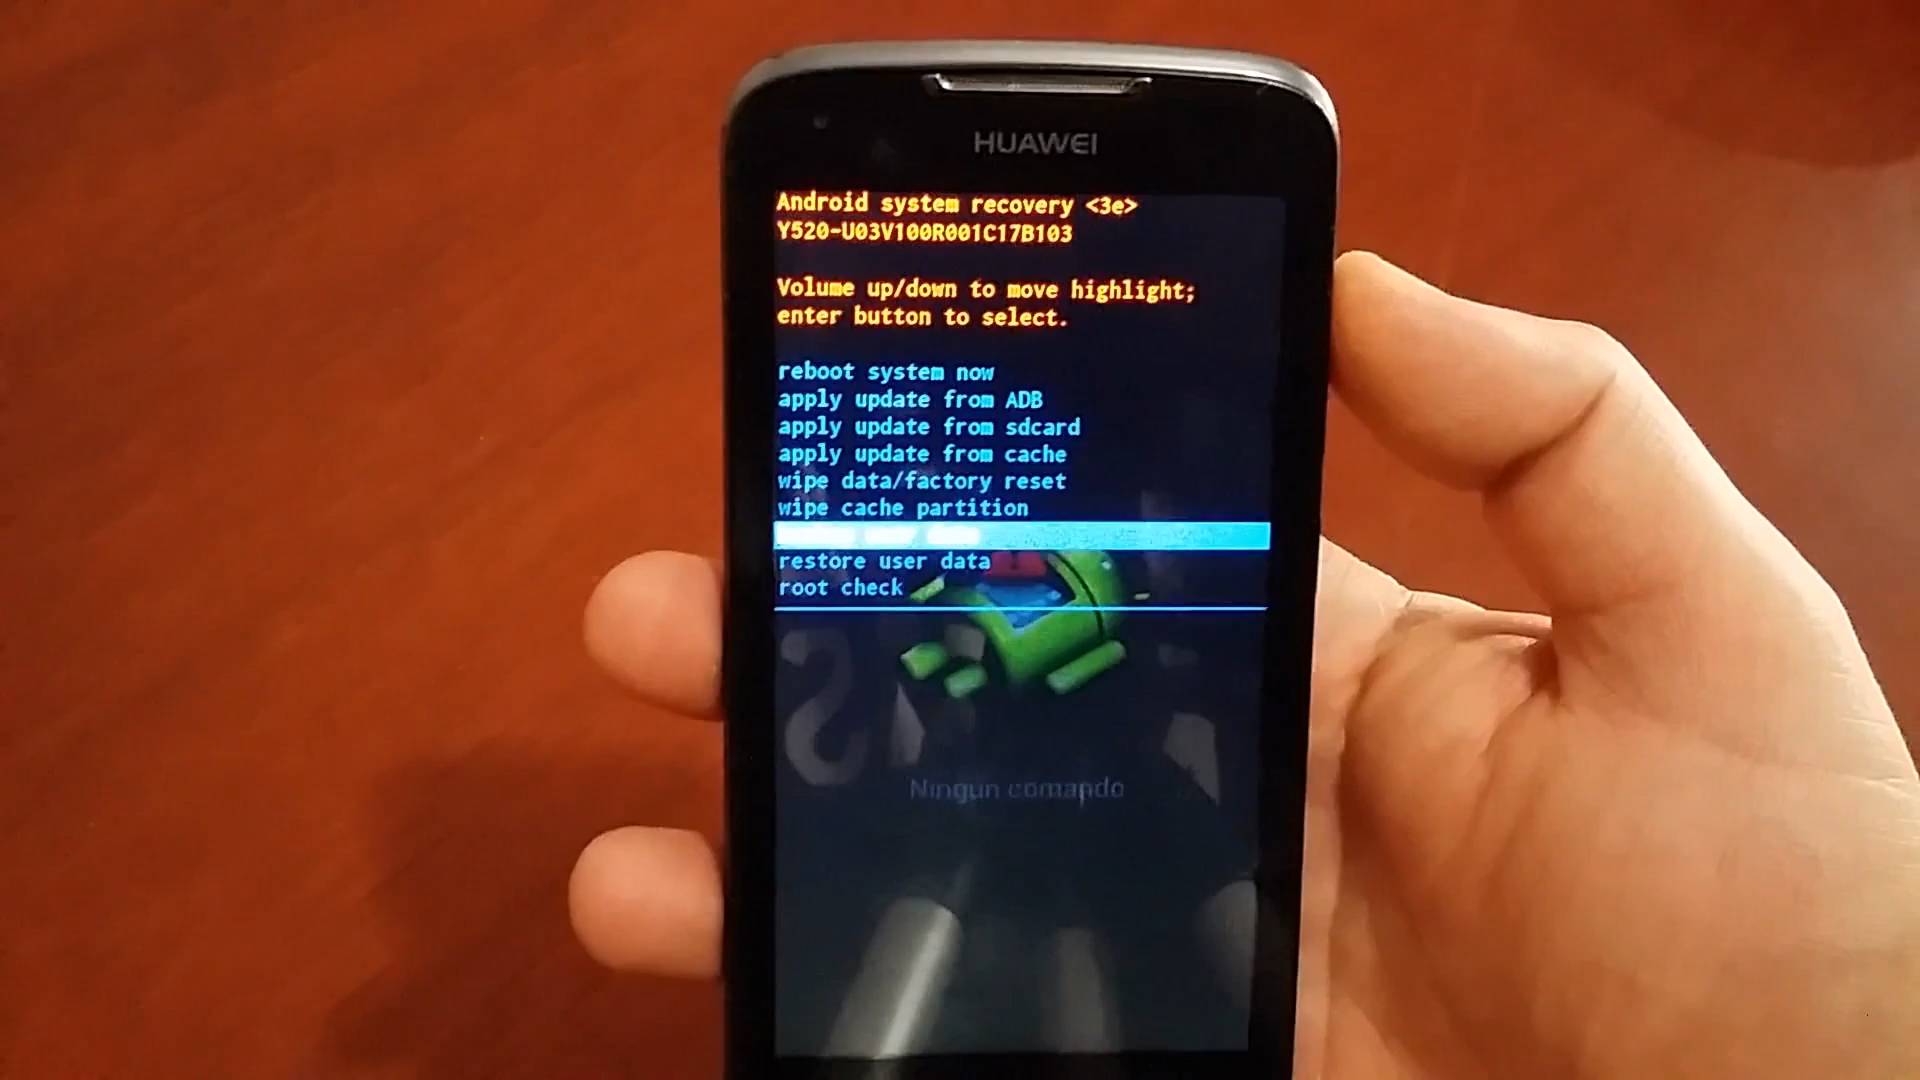 HUAWEI
Android system recovery <3e>
Y520-U03V100R001C17B103
Volume up/down to move highlight;
enter button to select.
reboot system now
apply update from ADB
apply update from sdcard
apply update from cache
wipe data/factory reset
wipe cache partition
restore user data
root check
Ningun comando